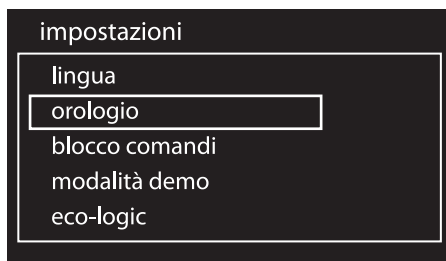 impostazioni
lingua
orologio
blocco comandi
modalità demo
eco-logic